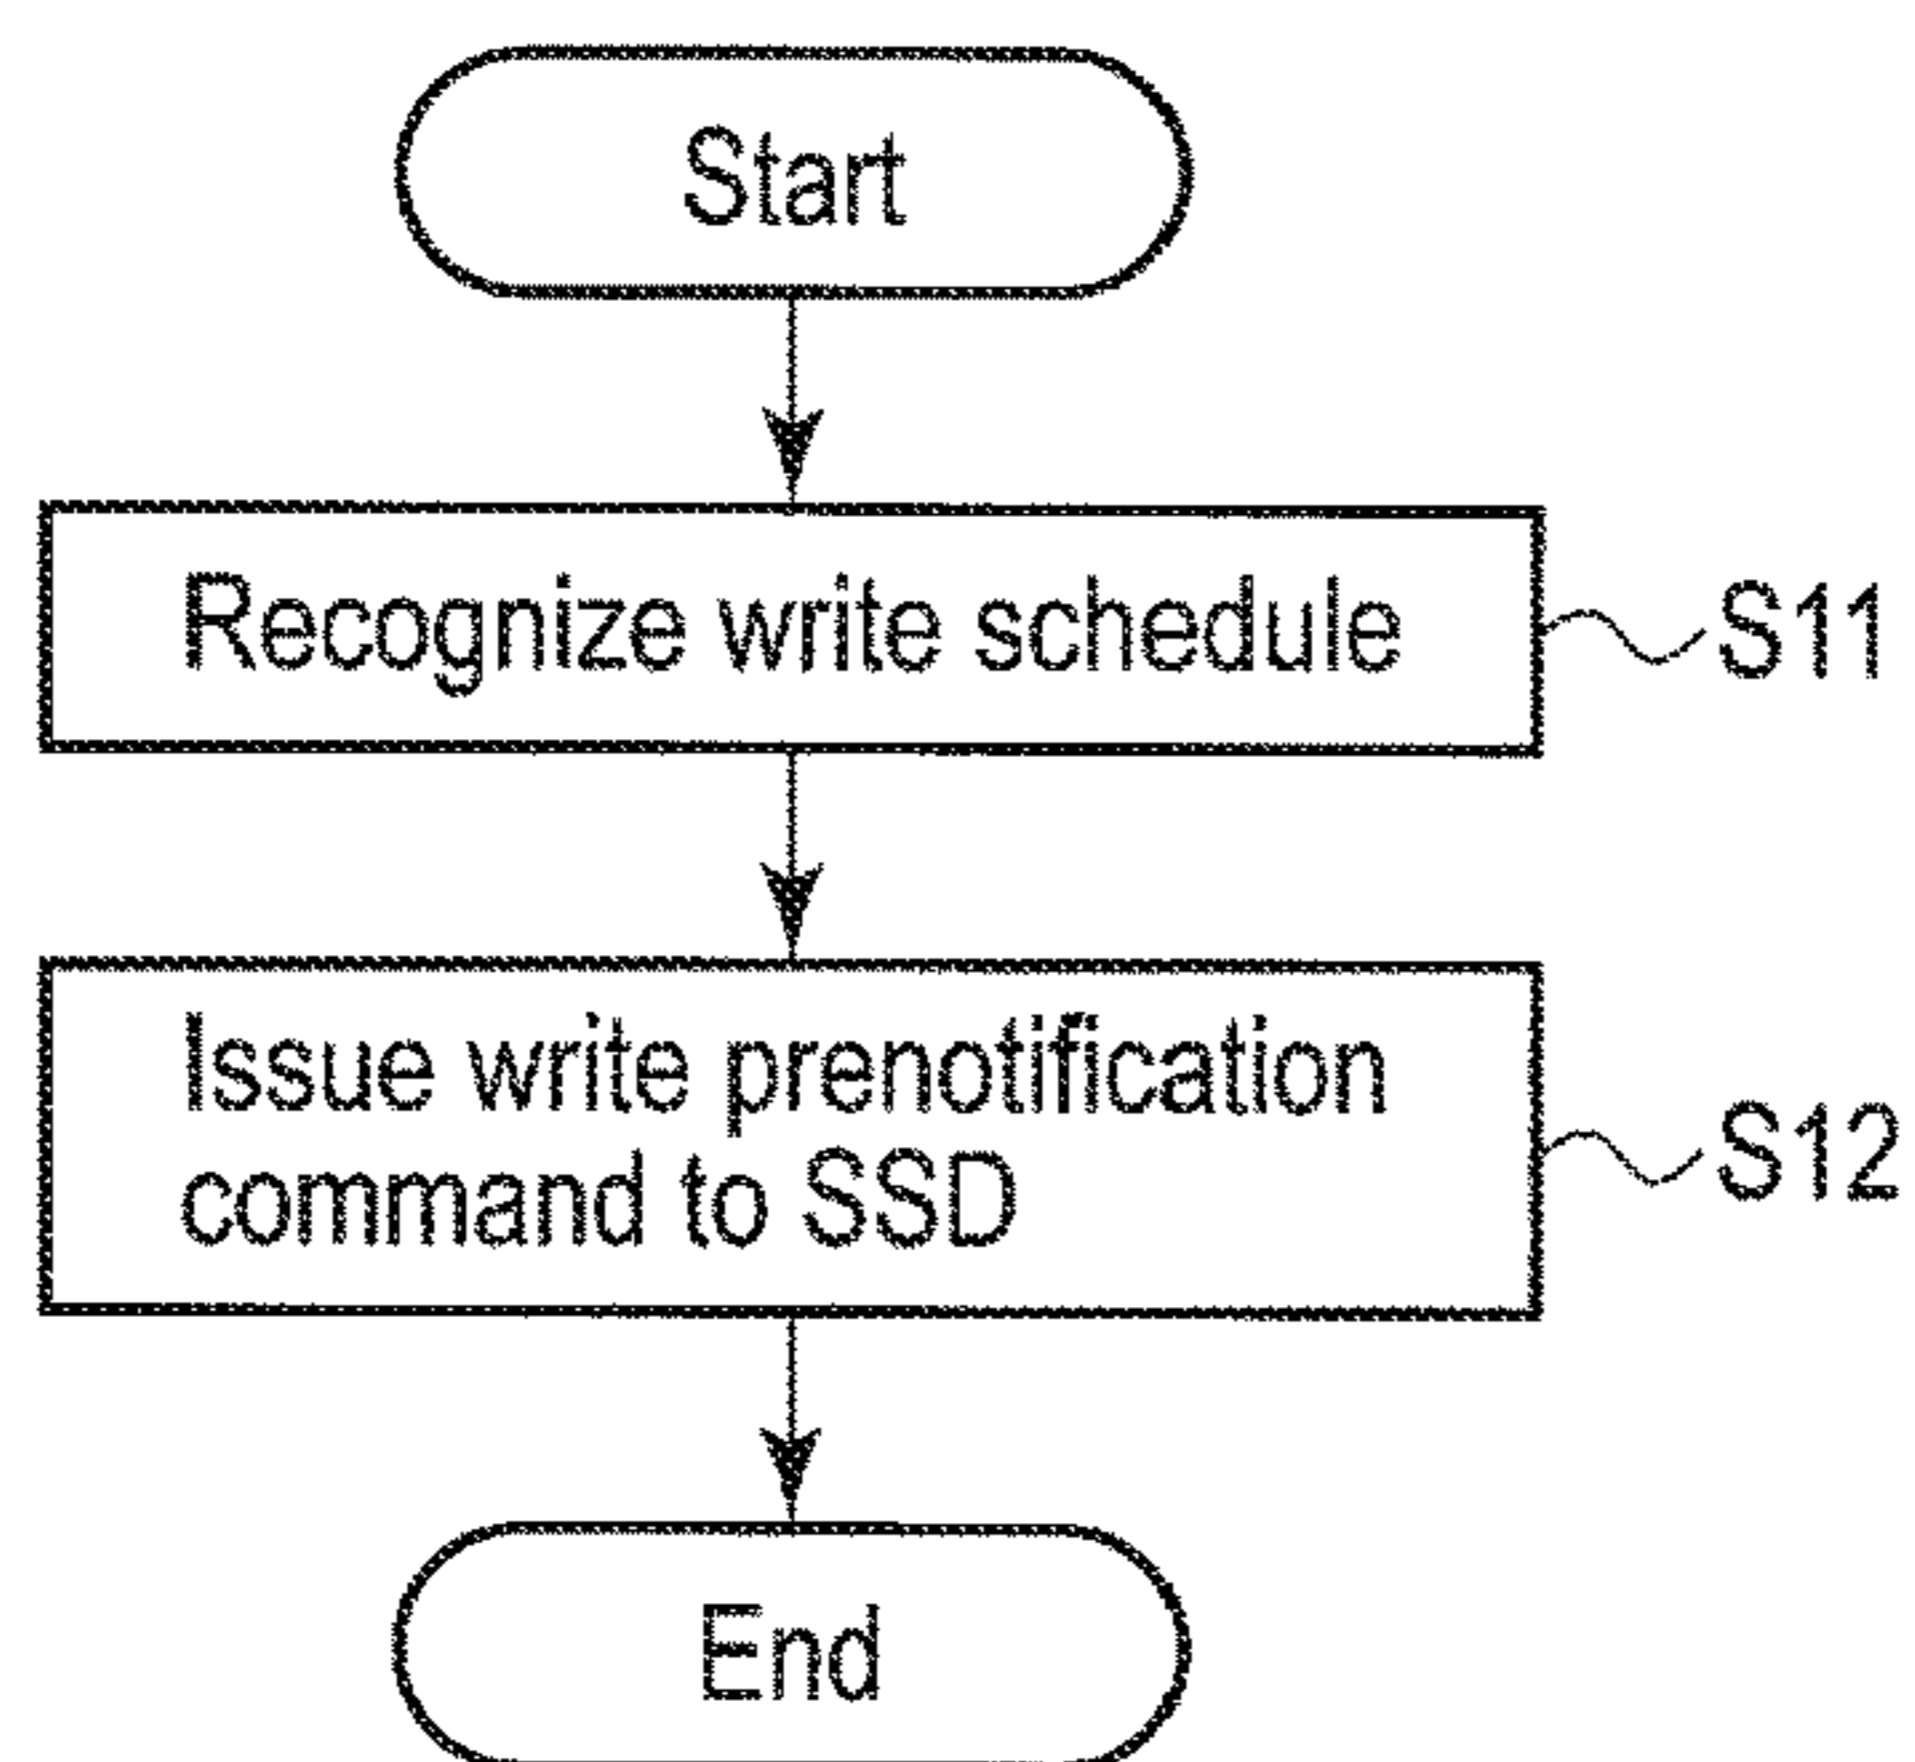 Start
Recognize write schedule
S11
Issue write prenotification
command to SSD
S12
End